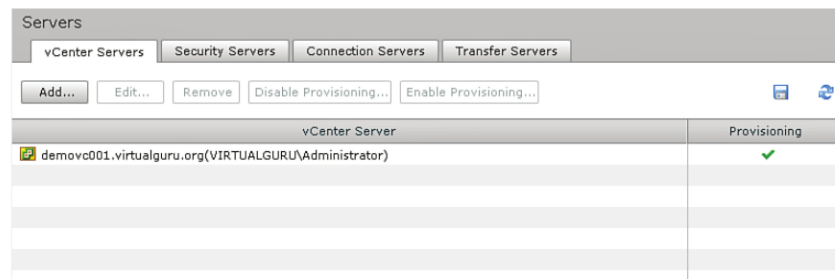 Servers
vCenter Servers Security Servers Connection Servers Transfer Servers
Add... Edit... Remove Disable Provisioning... Enable Provisioning...
vCenter Server Provisioning
demovc001.virtualguru.org(VIRTUALGURU\Administrator)